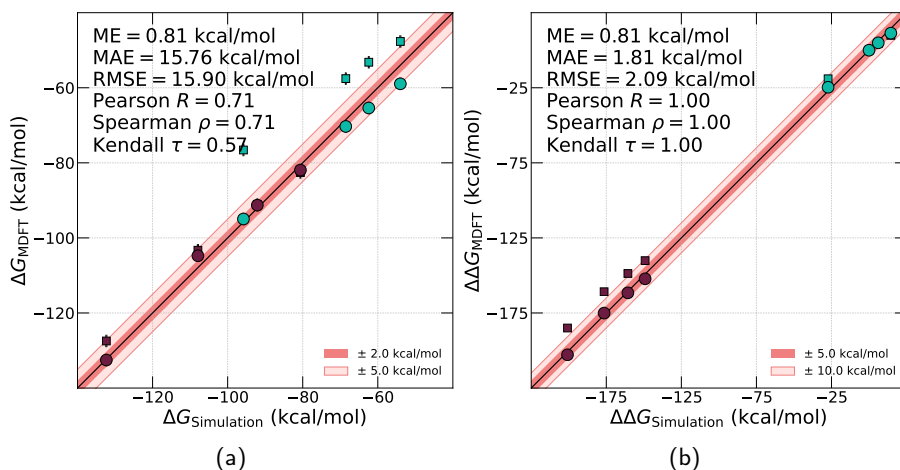 ME = 0.81 kcal/mol
MAE = 15.76 kcal/mol
RMSE = 15.90 kcal/mol
Pearson R = 0.71
Spearman ρ = 0.71
Kendall τ = 0.57
−60
−80
−100
−120
ΔG_MDFT (kcal/mol)
± 2.0 kcal/mol
± 5.0 kcal/mol
−120 −100 −80 −60
ΔG_Simulation (kcal/mol)
(a)
ME = 0.81 kcal/mol
MAE = 1.81 kcal/mol
RMSE = 2.09 kcal/mol
Pearson R = 1.00
Spearman ρ = 1.00
Kendall τ = 1.00
−25
−75
−125
−175
ΔΔG_MDFT (kcal/mol)
± 5.0 kcal/mol
± 10.0 kcal/mol
−175 −125 −75 −25
ΔΔG_Simulation (kcal/mol)
(b)